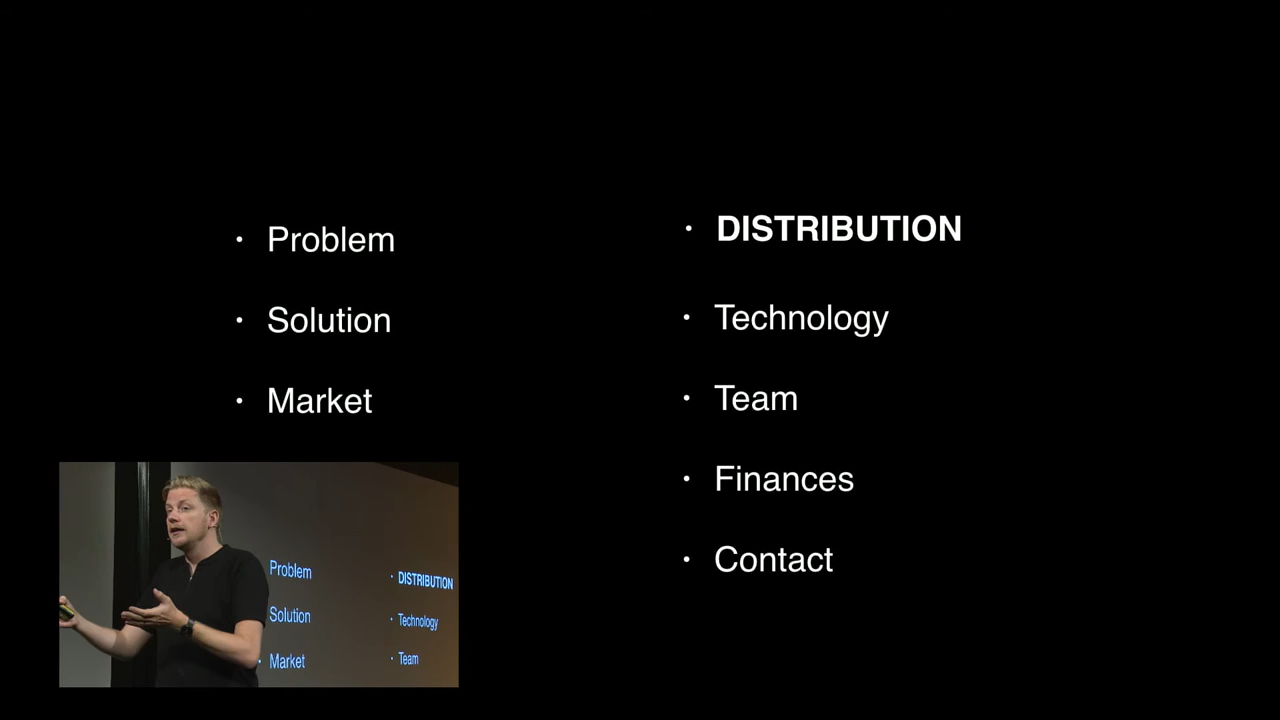 • Problem
• Solution
• Market
• DISTRIBUTION
• Technology
• Team
• Finances
• Contact
Problem
Solution
• Market
• DISTRIBUTION
• Technology
• Team